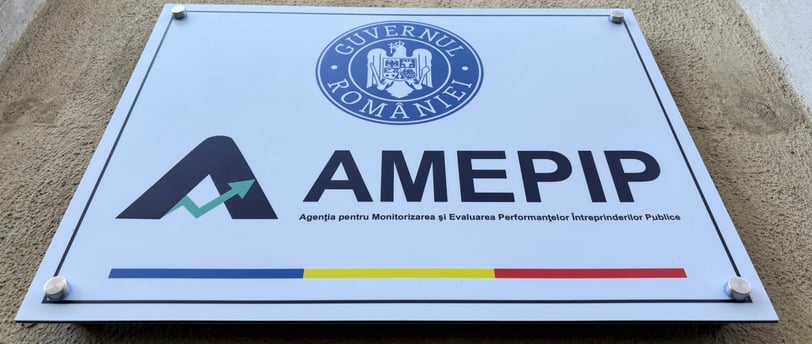 GUVERNUL
ROMÂNIEI
AMEPIP
Agenția pentru Monitorizarea și Evaluarea Performanțelor Întreprinderilor Publice